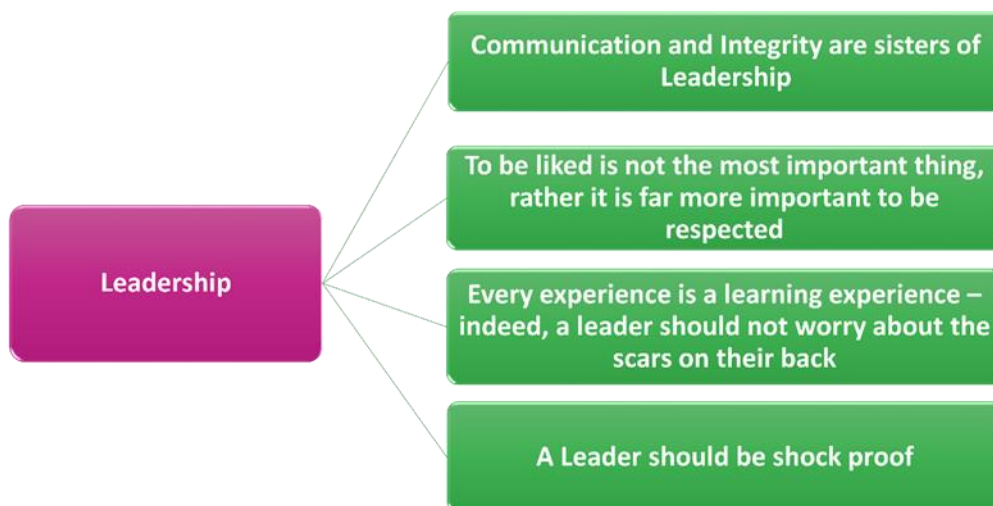 Leadership
Communication and Integrity are sisters of
Leadership
To be liked is not the most important thing,
rather it is far more important to be
respected
Every experience is a learning experience –
indeed, a leader should not worry about the
scars on their back
A Leader should be shock proof